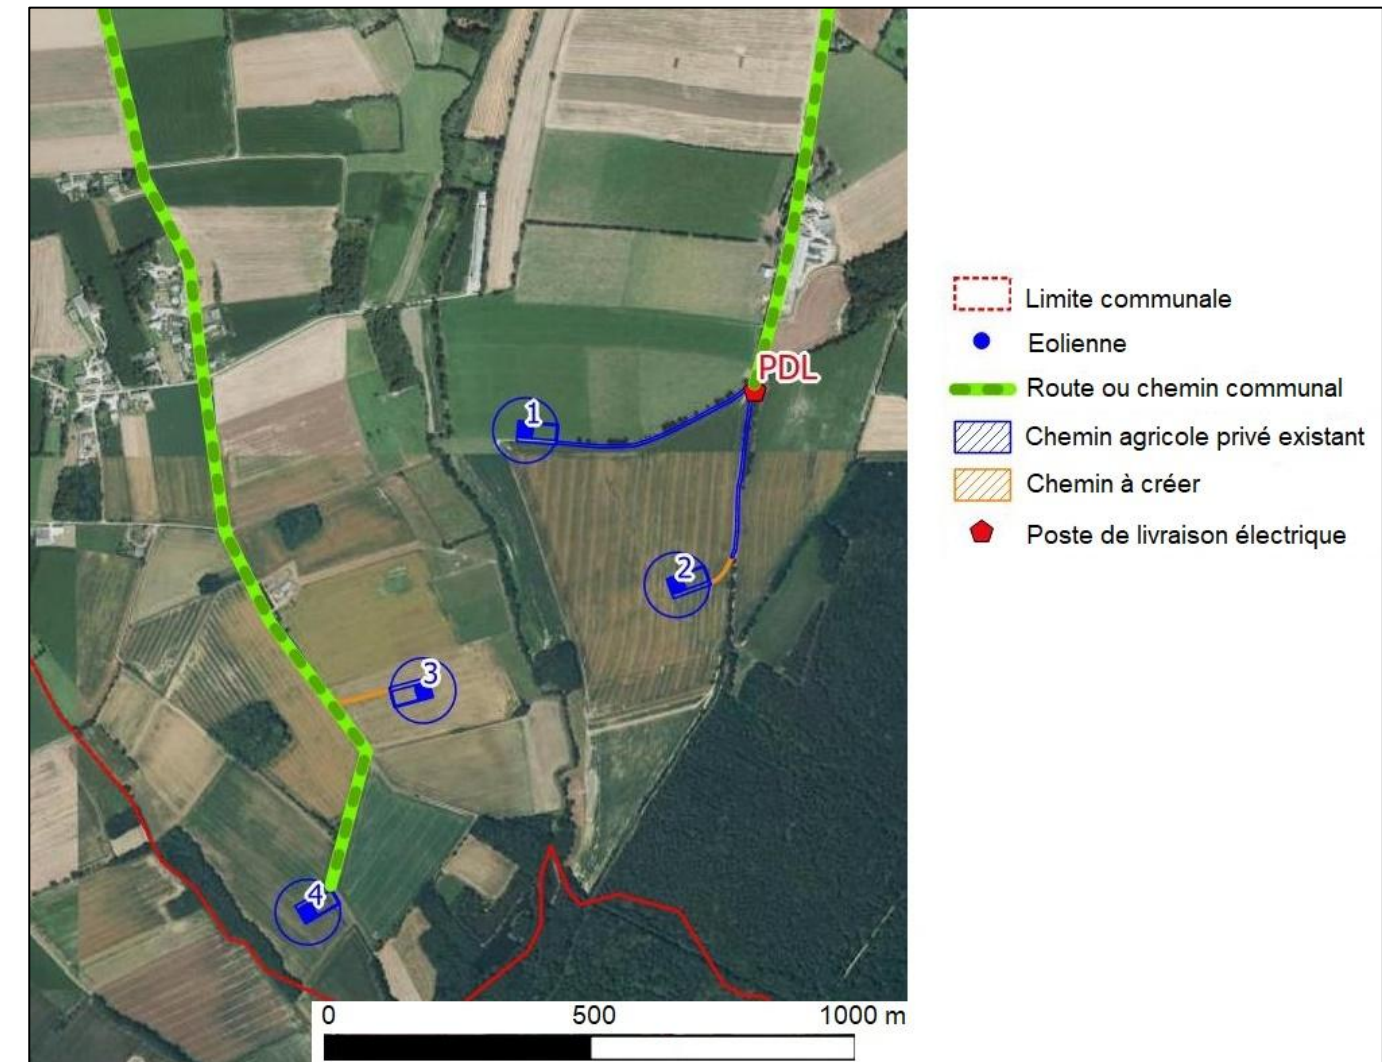 PDL
1
2
3
4
Limite communale
Eolienne
Route ou chemin communal
Chemin agricole privé existant
Chemin à créer
Poste de livraison électrique
0 500 1000 m